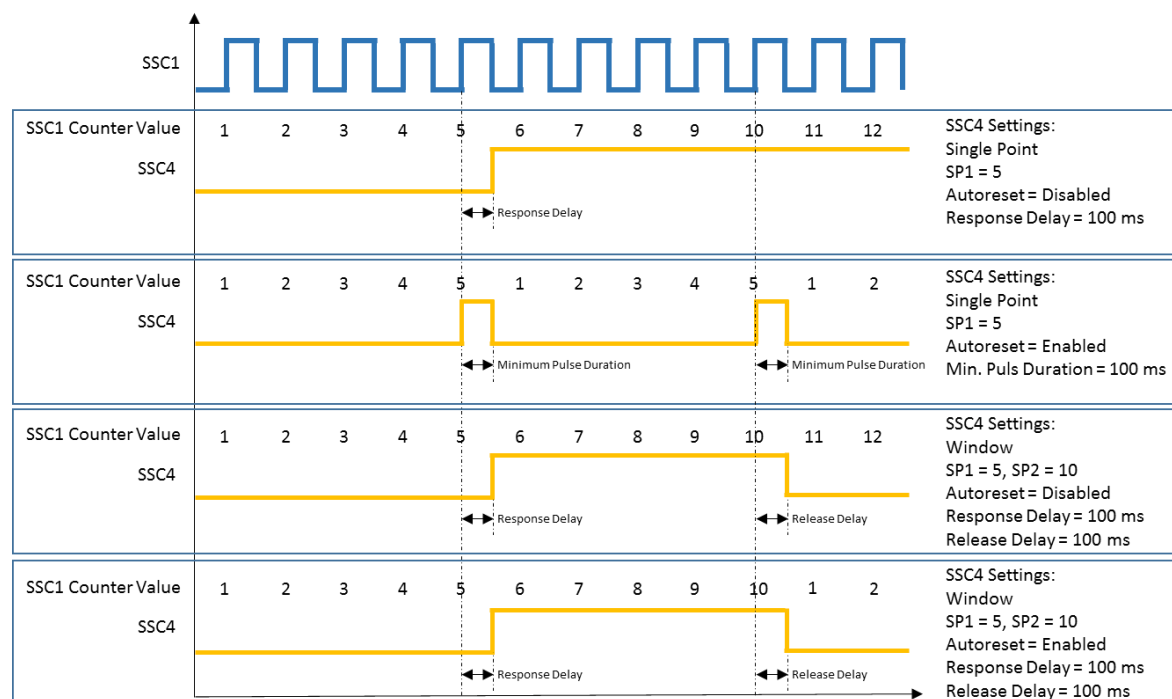 SSC1
SSC1 Counter Value 1 2 3 4 5 6 7 8 9 10 11 12
SSC4
Response Delay
SSC4 Settings:
Single Point
SP1 = 5
Autoreset = Disabled
Response Delay = 100 ms
SSC1 Counter Value 1 2 3 4 5 1 2 3 4 5 1 2
SSC4
Minimum Pulse Duration Minimum Pulse Duration
SSC4 Settings:
Single Point
SP1 = 5
Autoreset = Enabled
Min. Puls Duration = 100 ms
SSC1 Counter Value 1 2 3 4 5 6 7 8 9 10 11 12
SSC4
Response Delay Release Delay
SSC4 Settings:
Window
SP1 = 5, SP2 = 10
Autoreset = Disabled
Response Delay = 100 ms
Release Delay = 100 ms
SSC1 Counter Value 1 2 3 4 5 6 7 8 9 10 1 2
SSC4
Response Delay Release Delay
SSC4 Settings:
Window
SP1 = 5, SP2 = 10
Autoreset = Enabled
Response Delay = 100 ms
Release Delay = 100 ms